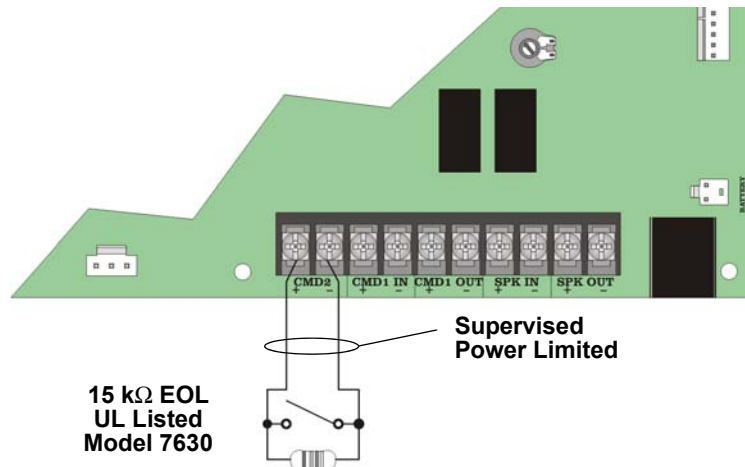 BATTERY
CMD2 CMD1 IN CMD1 OUT SPK IN SPK OUT
+ – + – + – + – + –
Supervised
Power Limited
15 kΩ EOL
UL Listed
Model 7630